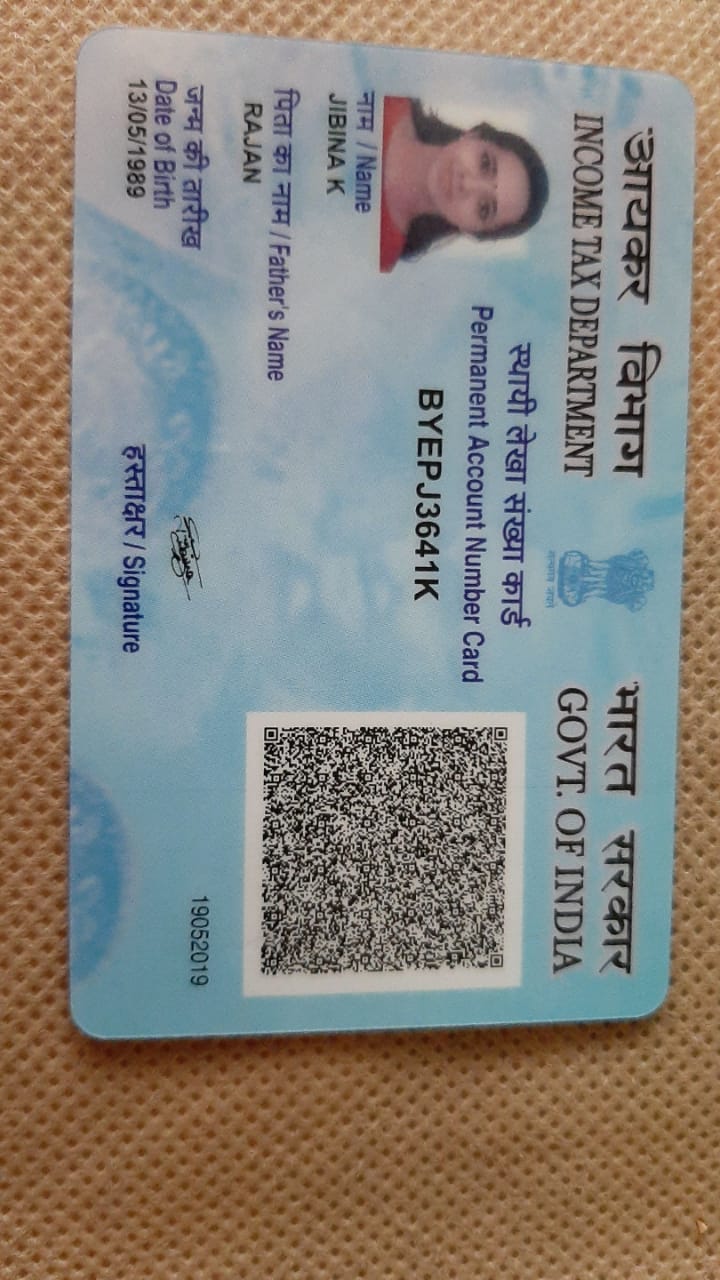 आयकर विभाग
INCOME TAX DEPARTMENT
भारत सरकार
GOVT. OF INDIA
सत्यमेव जयते
स्थायी लेखा संख्या कार्ड
Permanent Account Number Card
BYEPJ3641K
नाम / Name
JIBINA K
पिता का नाम / Father's Name
RAJAN
जन्म की तारीख
Date of Birth
13/05/1989
हस्ताक्षर / Signature
19052019